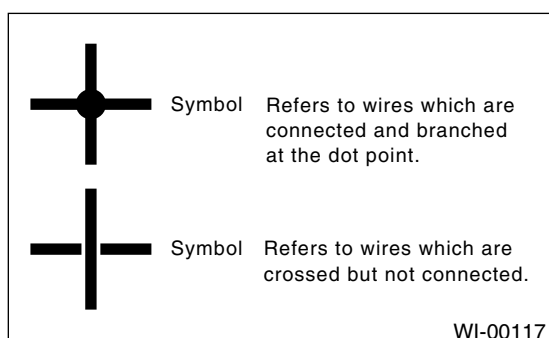 Symbol Refers to wires which are
connected and branched
at the dot point.
Symbol Refers to wires which are
crossed but not connected.
WI-00117